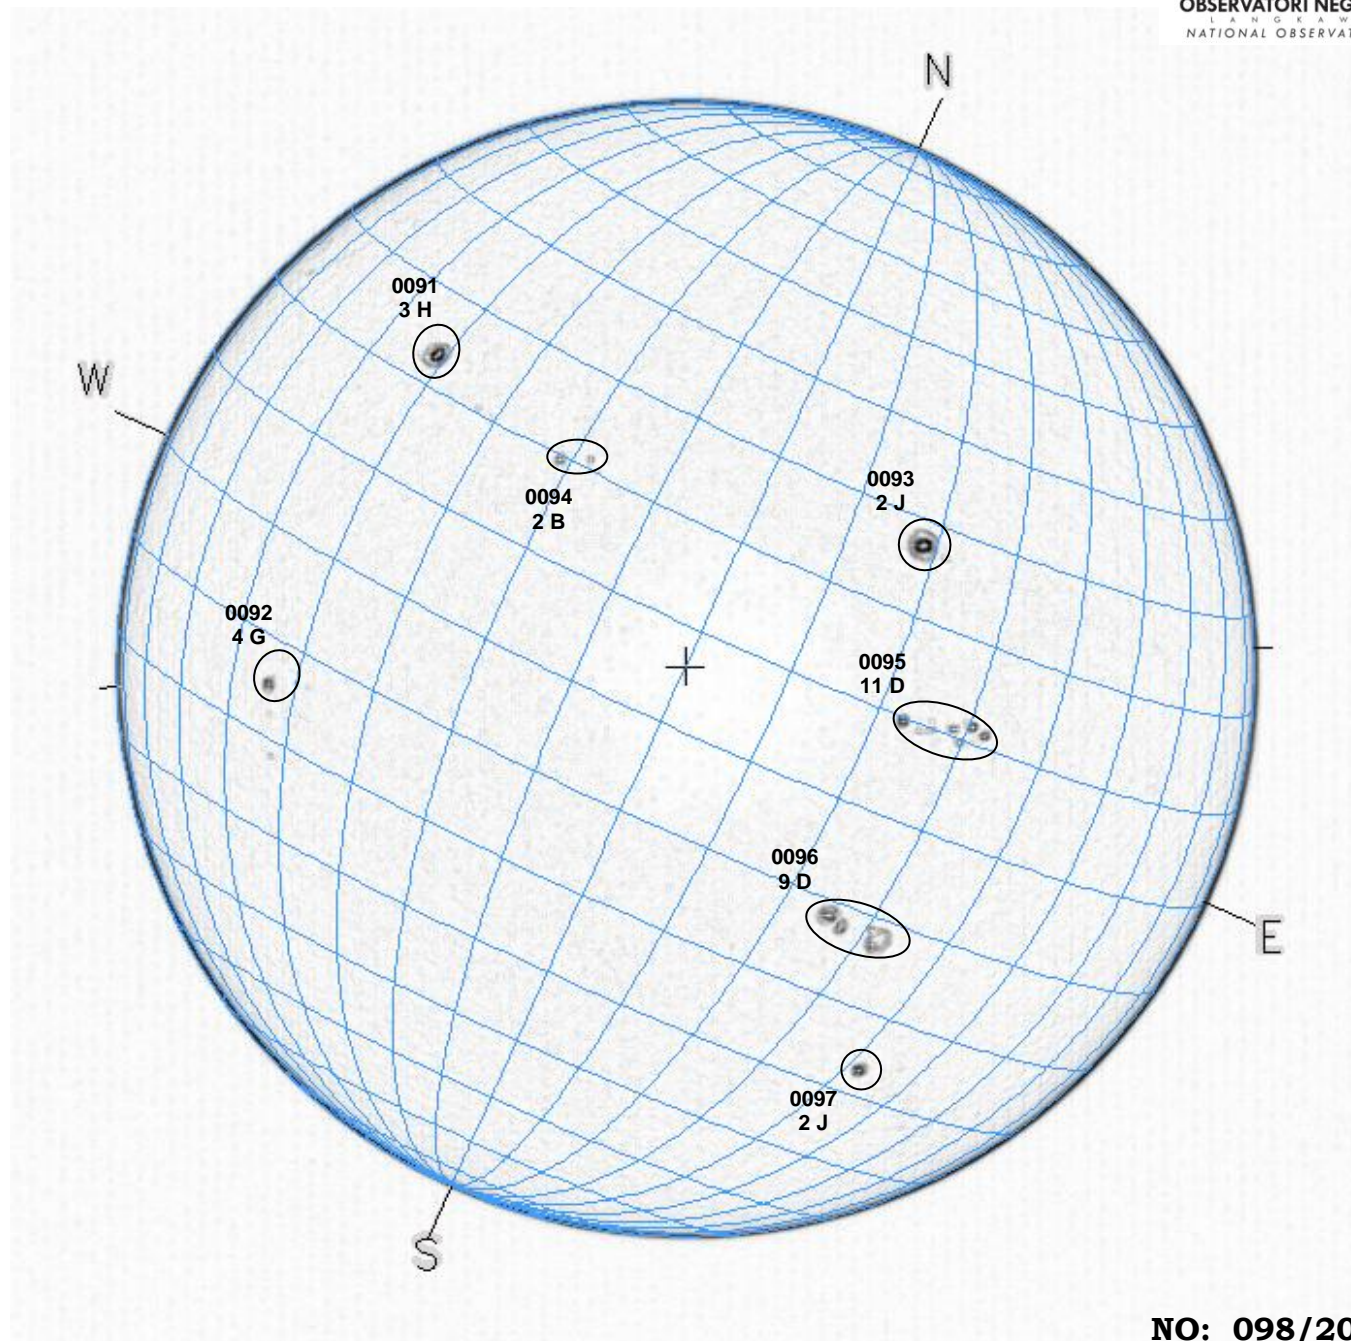 OBSERVATORI NEG
LANGKAW
NATIONAL OBSERVAT
N
0091
3 H
W
0094
2 B
0093
2 J
0092
4 G
0095
11 D
0096
9 D
E
0097
2 J
S
NO: 098/20